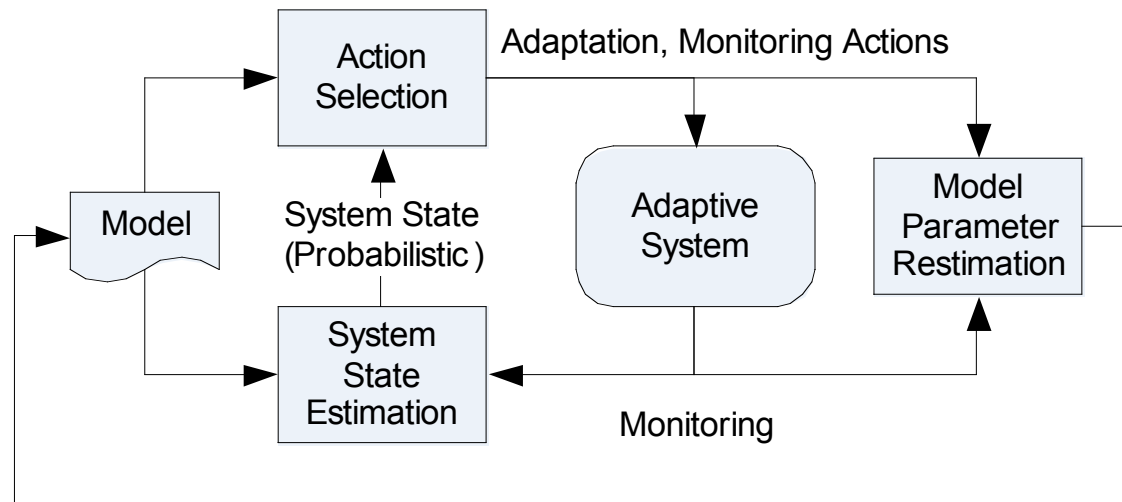 Action
Selection
Adaptation, Monitoring Actions
Model
System State
(Probabilistic )
Adaptive
System
Model
Parameter
Restimation
System
State
Estimation
Monitoring